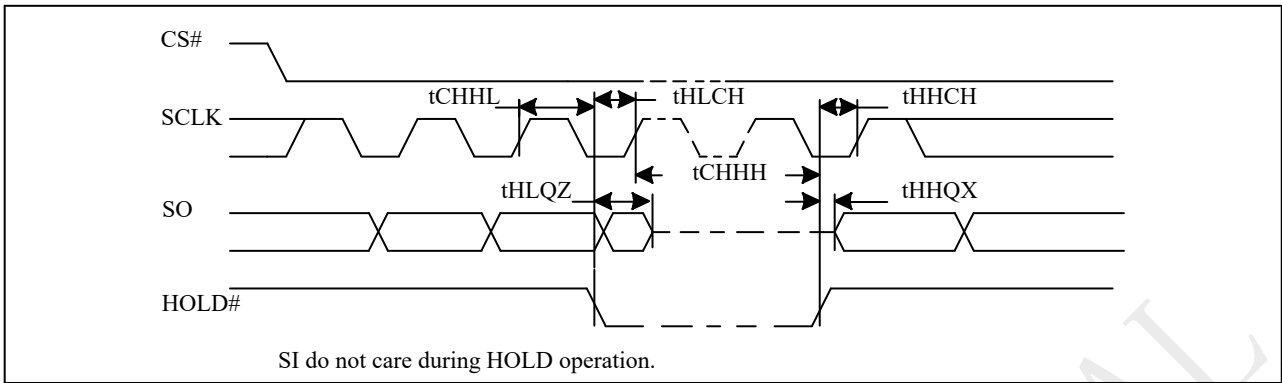 CS#
tCHHL
tHLCH
tHHCH
SCLK
tCHHH
tHLQZ
tHHQX
SO
HOLD#
SI do not care during HOLD operation.